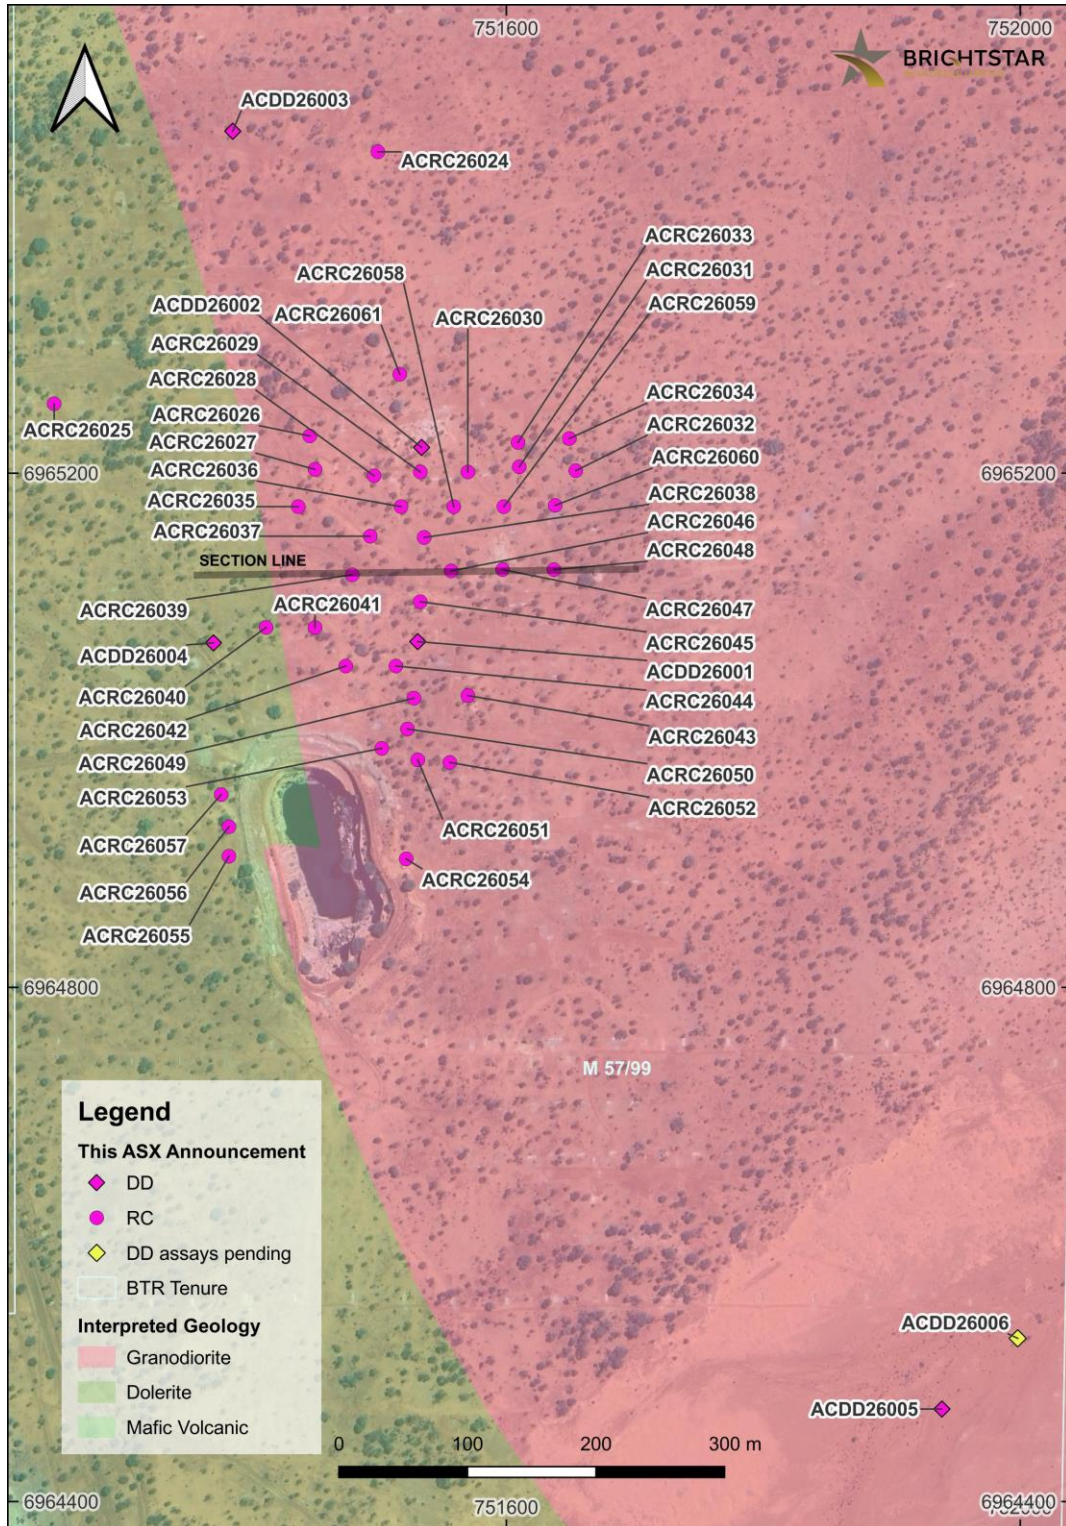 751600
752000
BRIGHTSTAR
ACDD26003
ACRC26024
ACRC26033
ACRC26058
ACRC26031
ACDD26002
ACRC26059
ACRC26061
ACRC26030
ACRC26029
ACRC26028
ACRC26034
ACRC26026
ACRC26032
ACRC26025
ACRC26027
ACRC26060
ACRC26036
6965200
6965200
ACRC26038
ACRC26035
ACRC26046
ACRC26037
ACRC26048
SECTION LINE
ACRC26039
ACRC26041
ACRC26047
ACRC26045
ACDD26004
ACDD26001
ACRC26040
ACRC26044
ACRC26042
ACRC26043
ACRC26049
ACRC26050
ACRC26053
ACRC26052
ACRC26051
ACRC26057
ACRC26054
ACRC26056
ACRC26055
6964800
6964800
M 57/99
Legend
This ASX Announcement
DD
RC
DD assays pending
BTR Tenure
Interpreted Geology
Granodiorite
Dolerite
Mafic Volcanic
ACDD26006
ACDD26005
0
100
200
300 m
6964400
751600
6964400